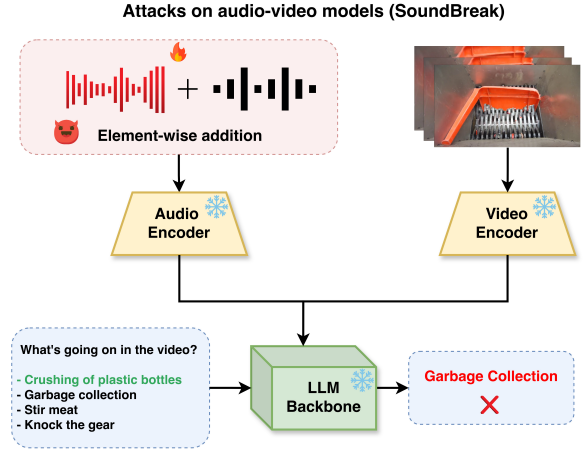 Attacks on audio-video models (SoundBreak)
Element-wise addition
Audio
Encoder
Video
Encoder
What's going on in the video?
- Crushing of plastic bottles
- Garbage collection
- Stir meat
- Knock the gear
LLM
Backbone
Garbage Collection